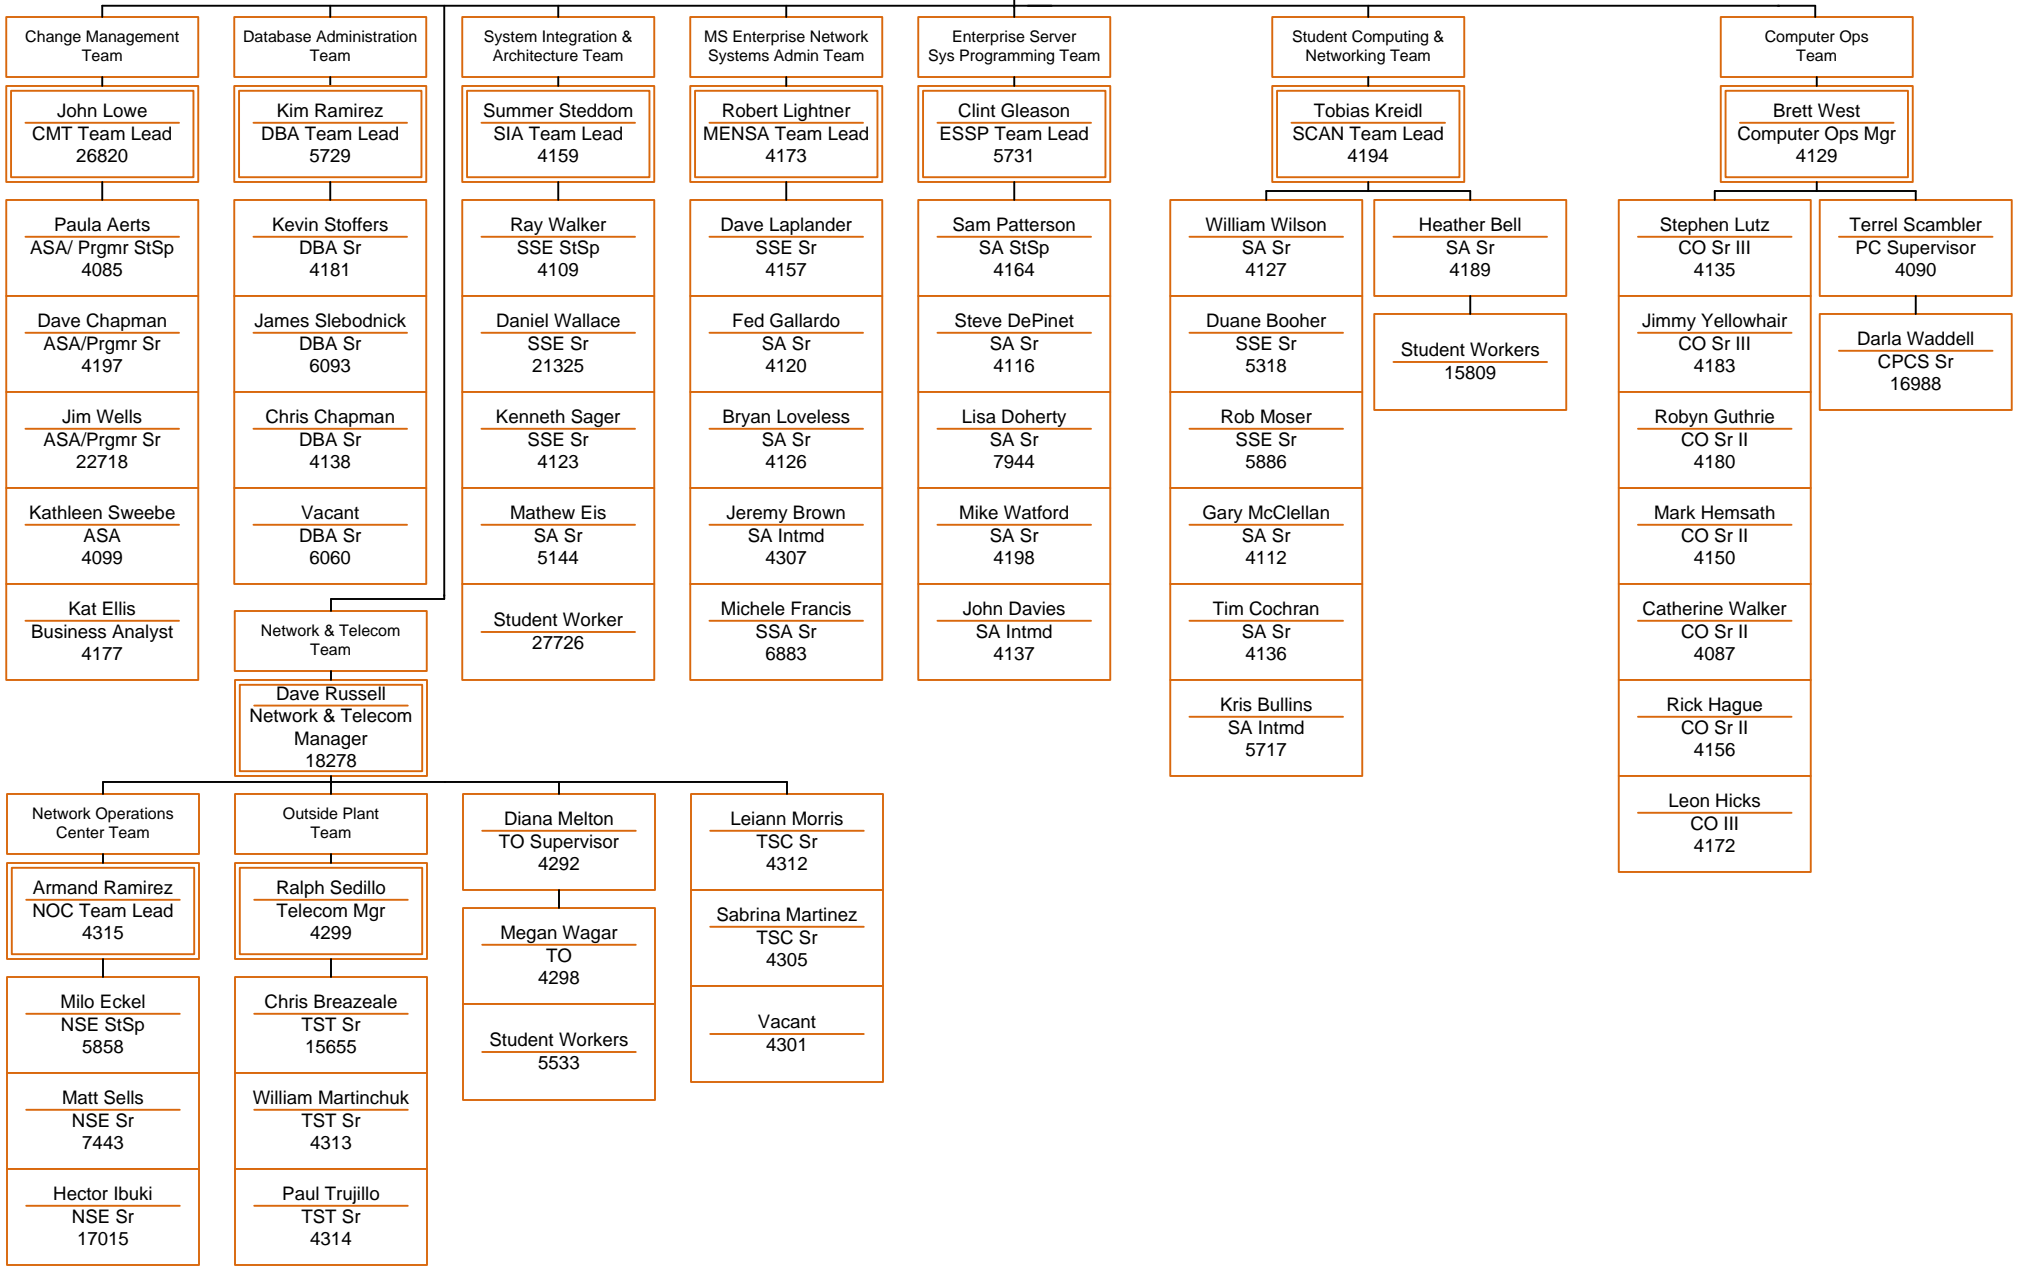 Change Management
Team
John Lowe
CMT Team Lead
26820
Paula Aerts
ASA/ Prgmr StSp
4085
Dave Chapman
ASA/Prgmr Sr
4197
Jim Wells
ASA/Prgmr Sr
22718
Kathleen Sweebe
ASA
4099
Kat Ellis
Business Analyst
4177
Database Administration
Team
Kim Ramirez
DBA Team Lead
5729
Kevin Stoffers
DBA Sr
4181
James Slebodnick
DBA Sr
6093
Chris Chapman
DBA Sr
4138
Vacant
DBA Sr
6060
System Integration &
Architecture Team
Summer Steddom
SIA Team Lead
4159
Ray Walker
SSE StSp
4109
Daniel Wallace
SSE Sr
21325
Kenneth Sager
SSE Sr
4123
Mathew Eis
SA Sr
5144
Student Worker
27726
MS Enterprise Network
Systems Admin Team
Robert Lightner
MENSA Team Lead
4173
Dave Laplander
SSE Sr
4157
Fed Gallardo
SA Sr
4120
Bryan Loveless
SA Sr
4126
Jeremy Brown
SA Intmd
4307
Michele Francis
SSA Sr
6883
Enterprise Server
Sys Programming Team
Clint Gleason
ESSP Team Lead
5731
Sam Patterson
SA StSp
4164
Steve DePinet
SA Sr
4116
Lisa Doherty
SA Sr
7944
Mike Watford
SA Sr
4198
John Davies
SA Intmd
4137
Student Computing &
Networking Team
Tobias Kreidl
SCAN Team Lead
4194
William Wilson
SA Sr
4127
Duane Booher
SSE Sr
5318
Rob Moser
SSE Sr
5886
Gary McClellan
SA Sr
4112
Tim Cochran
SA Sr
4136
Kris Bullins
SA Intmd
5717
Heather Bell
SA Sr
4189
Student Workers
15809
Computer Ops
Team
Brett West
Computer Ops Mgr
4129
Stephen Lutz
CO Sr III
4135
Jimmy Yellowhair
CO Sr III
4183
Robyn Guthrie
CO Sr II
4180
Mark Hemsath
CO Sr II
4150
Catherine Walker
CO Sr II
4087
Rick Hague
CO Sr II
4156
Leon Hicks
CO III
4172
Terrel Scambler
PC Supervisor
4090
Darla Waddell
CPCS Sr
16988
Network & Telecom
Team
Dave Russell
Network & Telecom
Manager
18278
Network Operations
Center Team
Armand Ramirez
NOC Team Lead
4315
Milo Eckel
NSE StSp
5858
Matt Sells
NSE Sr
7443
Hector Ibuki
NSE Sr
17015
Outside Plant
Team
Ralph Sedillo
Telecom Mgr
4299
Chris Breazeale
TST Sr
15655
William Martinchuk
TST Sr
4313
Paul Trujillo
TST Sr
4314
Diana Melton
TO Supervisor
4292
Megan Wagar
TO
4298
Student Workers
5533
Leiann Morris
TSC Sr
4312
Sabrina Martinez
TSC Sr
4305
Vacant
4301